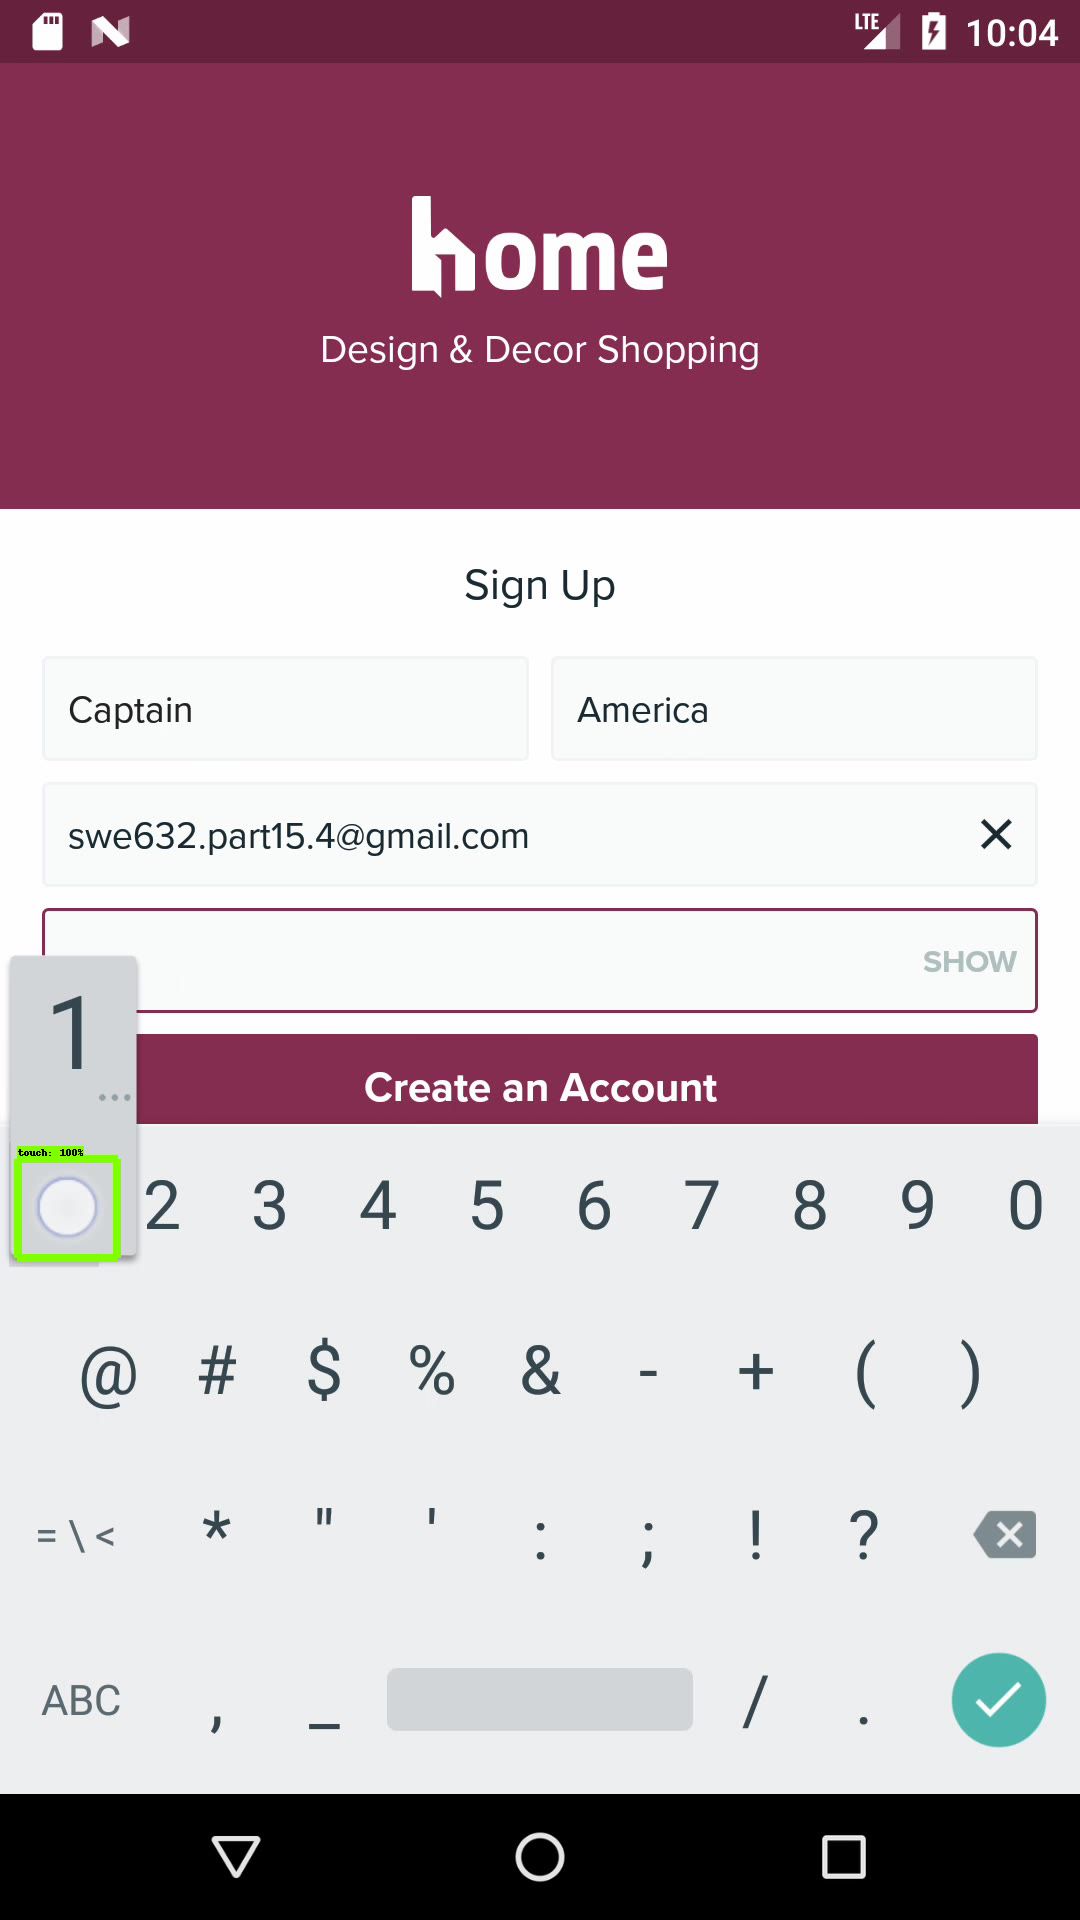 LTE 10:04
home
Design & Decor Shopping
Sign Up
Captain America
swe632.part15.4@gmail.com
SHOW
1
...
Create an Account
touch: 100%
2 3 4 5 6 7 8 9 0
@ # $ % & - + ( )
= \ < * " ' : ; ! ?
ABC , _ / .